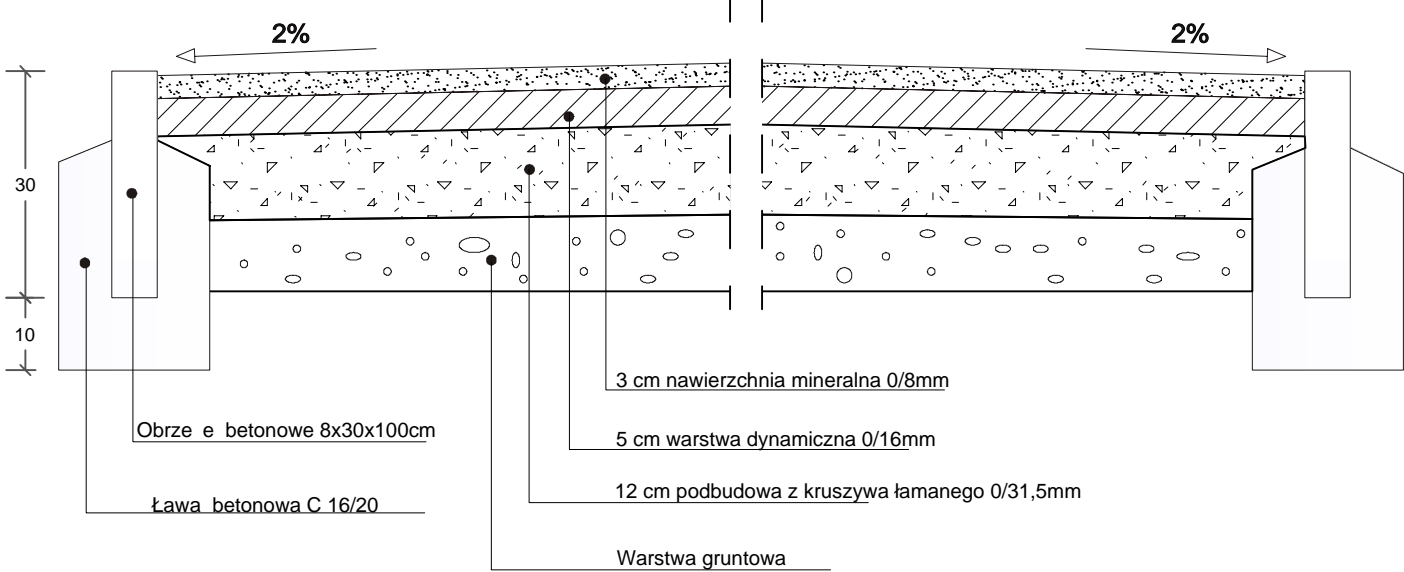 2%
2%
30
10
3 cm nawierzchnia mineralna 0/8mm
Obrze e betonowe 8x30x100cm
5 cm warstwa dynamiczna 0/16mm
12 cm podbudowa z kruszywa łamanego 0/31,5mm
Ława betonowa C 16/20
Warstwa gruntowa